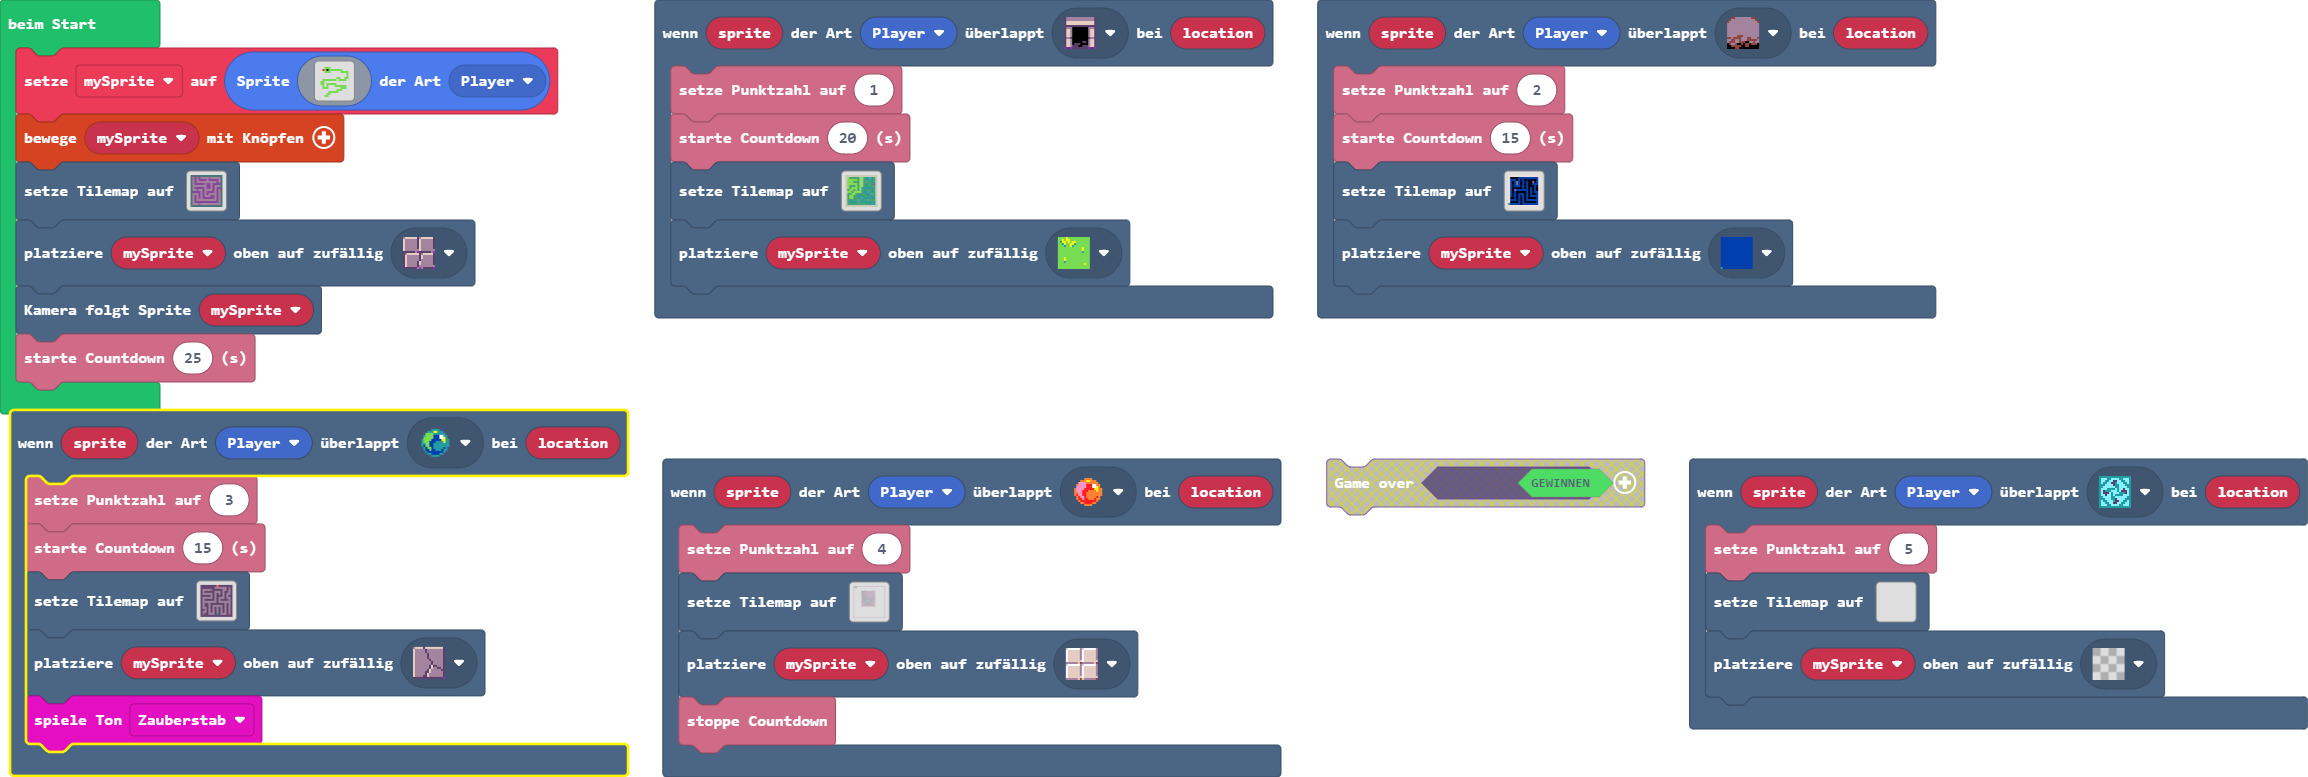 beim Start
setze mySprite auf Sprite der Art Player
bewege mySprite mit Knöpfen
setze Tilemap auf
platziere mySprite oben auf zufällig
Kamera folgt Sprite mySprite
starte Countdown 25 (s)
wenn sprite der Art Player überlappt bei location
setze Punktzahl auf 1
starte Countdown 20 (s)
setze Tilemap auf
platziere mySprite oben auf zufällig
wenn sprite der Art Player überlappt bei location
setze Punktzahl auf 2
starte Countdown 15 (s)
setze Tilemap auf
platziere mySprite oben auf zufällig
wenn sprite der Art Player überlappt bei location
setze Punktzahl auf 3
starte Countdown 15 (s)
setze Tilemap auf
platziere mySprite oben auf zufällig
spiele Ton Zauberstab
wenn sprite der Art Player überlappt bei location
setze Punktzahl auf 4
setze Tilemap auf
platziere mySprite oben auf zufällig
stoppe Countdown
Game over GEWINNEN
wenn sprite der Art Player überlappt bei location
setze Punktzahl auf 5
setze Tilemap auf
platziere mySprite oben auf zufällig